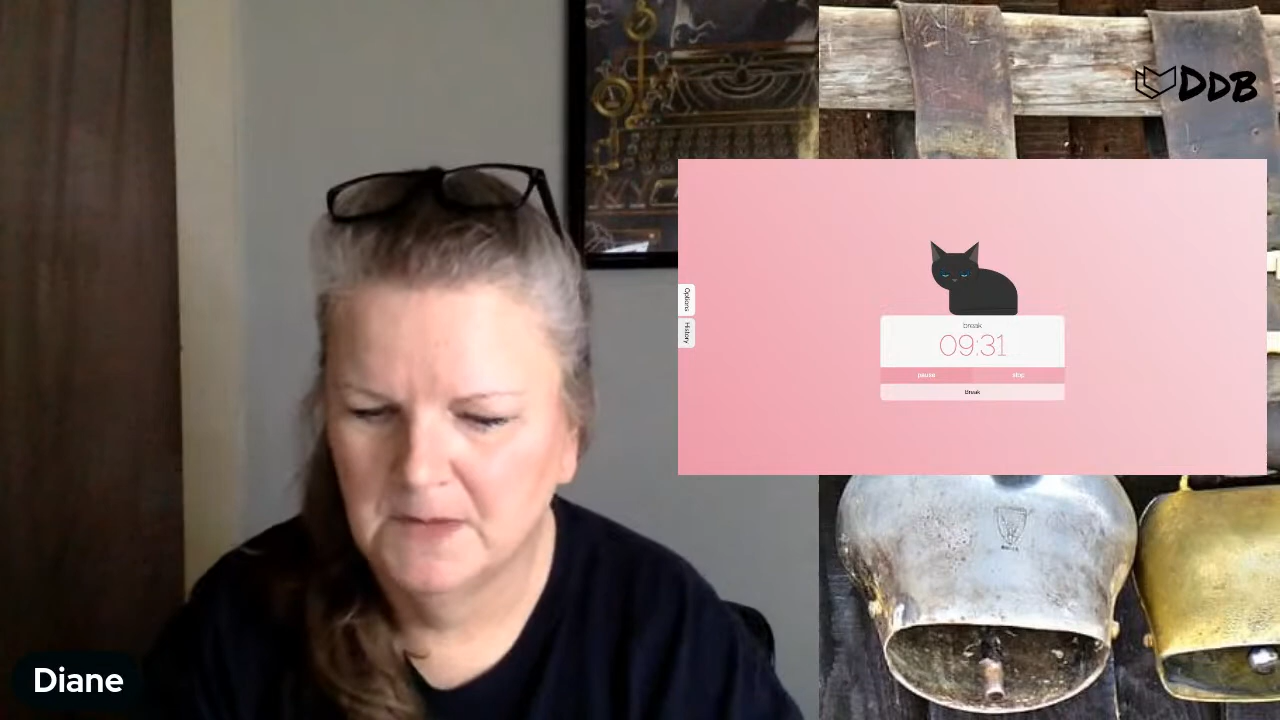 DDB
Options
History
break
09:31
pause
stop
Break
Diane